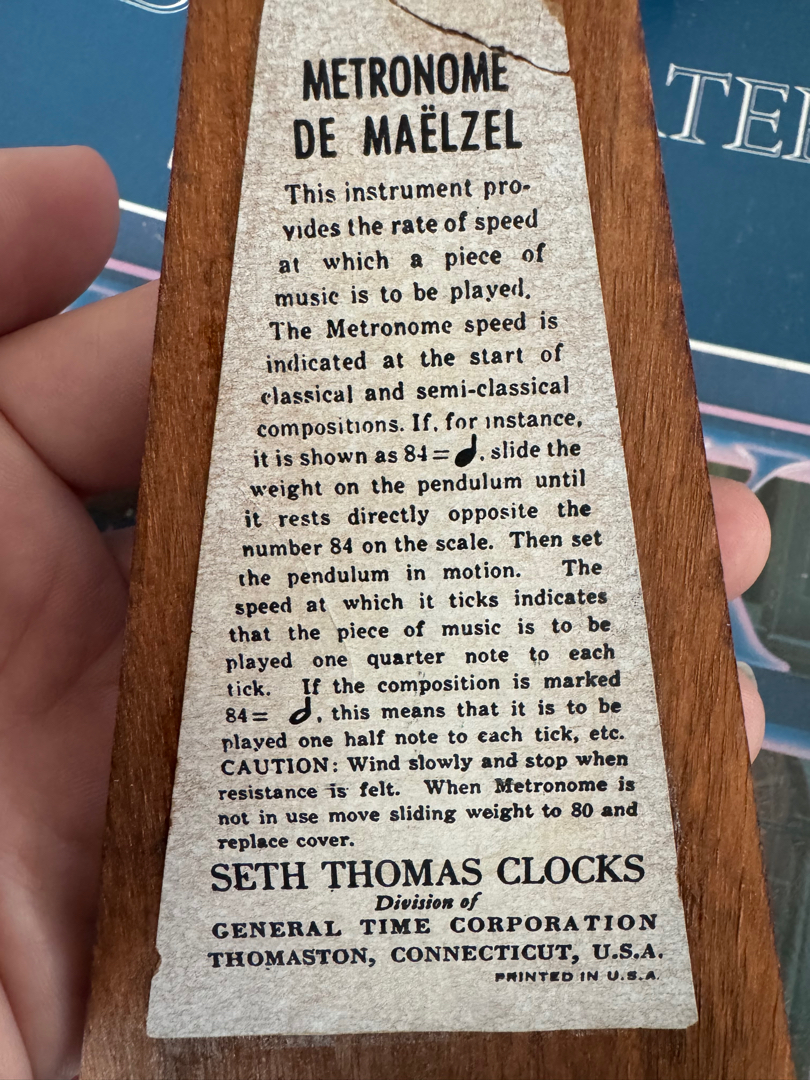 METRONOME
DE MAËLZEL
This instrument pro-
vides the rate of speed
at which a piece of
music is to be played.
The Metronome speed is
indicated at the start of
classical and semi-classical
compositions. If, for instance,
it is shown as 84=♩, slide the
weight on the pendulum until
it rests directly opposite the
number 84 on the scale. Then set
the pendulum in motion. The
speed at which it ticks indicates
that the piece of music is to be
played one quarter note to each
tick. If the composition is marked
84= 𝅗𝅥, this means that it is to be
played one half note to each tick, etc.
CAUTION: Wind slowly and stop when
resistance is felt. When Metronome is
not in use move sliding weight to 80 and
replace cover.
SETH THOMAS CLOCKS
Division of
GENERAL TIME CORPORATION
THOMASTON, CONNECTICUT, U.S.A.
PRINTED IN U.S.A.